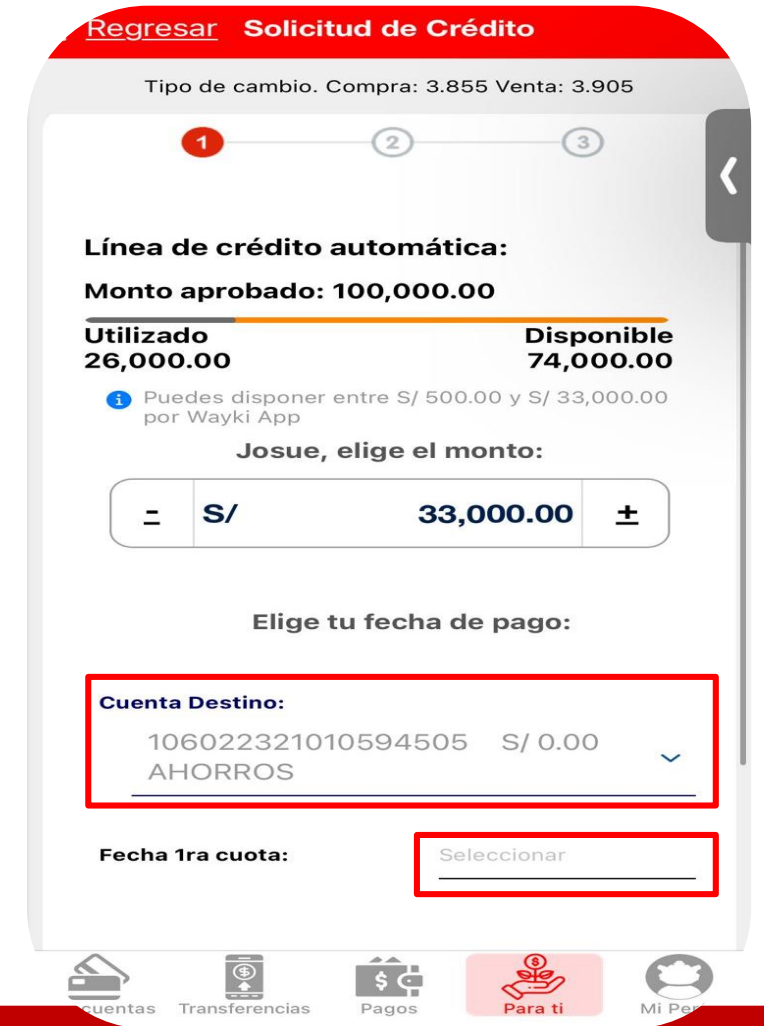 Regresar Solicitud de Crédito
Tipo de cambio. Compra: 3.855 Venta: 3.905
1 2 3
Línea de crédito automática:
Monto aprobado: 100,000.00
Utilizado Disponible
26,000.00 74,000.00
Puedes disponer entre S/ 500.00 y S/ 33,000.00
por Wayki App
Josue, elige el monto:
- S/ 33,000.00 +
Elige tu fecha de pago:
Cuenta Destino:
106022321010594505 S/ 0.00
AHORROS
Fecha 1ra cuota: Seleccionar
cuentas Transferencias Pagos Para ti Mi Per